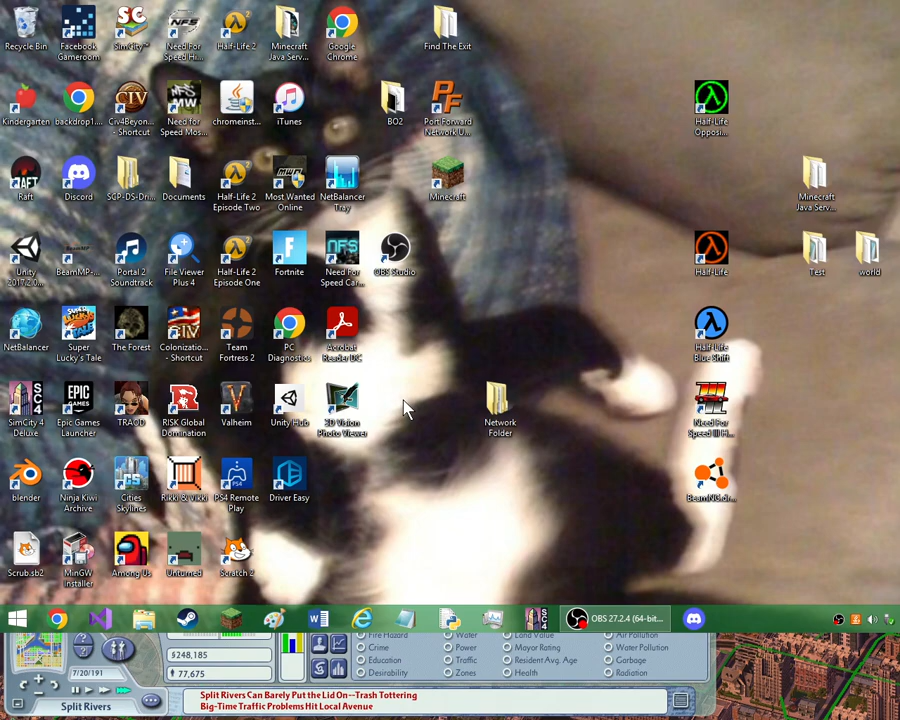 Recycle Bin
Facebook
Gameroom
SimCity™
Need For
Speed Hi...
Half-Life 2
Minecraft
Java Serv...
Google
Chrome
Find The Exit
Kindergarten
backdrop1....
Civ4Beyon...
- Shortcut
Need for
Speed Mos...
chromeinst...
iTunes
BO2
Port Forward
Network U...
Half-Life
Opposi...
Raft
Discord
SCP-DS-Dri...
Documents
Half-Life 2
Episode Two
Most Wanted
Online
NetBalancer
Tray
Minecraft
Minecraft
Java Serv...
Unity
2017.2.0...
BeamMP-...
Portal 2
Soundtrack
File Viewer
Plus 4
Half-Life 2
Episode One
Fortnite
Need For
Speed Car...
OBS Studio
Half-Life
Test
world
NetBalancer
Super
Lucky's Tale
The Forest
Colonizatio...
- Shortcut
Team
Fortress 2
PC
Diagnostics
Acrobat
Reader DC
Half-Life
Blue Shift
SimCity 4
Deluxe
Epic Games
Launcher
TRAOD
RISK Global
Domination
Valheim
Unity Hub
3D Vision
Photo Viewer
Network
Folder
Need For
Speed III H...
blender
Ninja Kiwi
Archive
Cities
Skylines
Rikki & Vikki
PS4 Remote
Play
Driver Easy
BeamNG.dr...
Scrub.sb2
MinGW
Installer
Among Us
Unturned
Scratch 2
OBS 27.2.4 (64-bit...
Fire Hazard
Water
Land Value
Air Pollution
Crime
Power
Mayor Rating
Water Pollution
$248,185
Education
Traffic
Resident Avg. Age
Garbage
7/20/191
77,675
Desirability
Zones
Health
Radiation
Split Rivers
Split Rivers Can Barely Put the Lid On--Trash Tottering
Big-Time Traffic Problems Hit Local Avenue